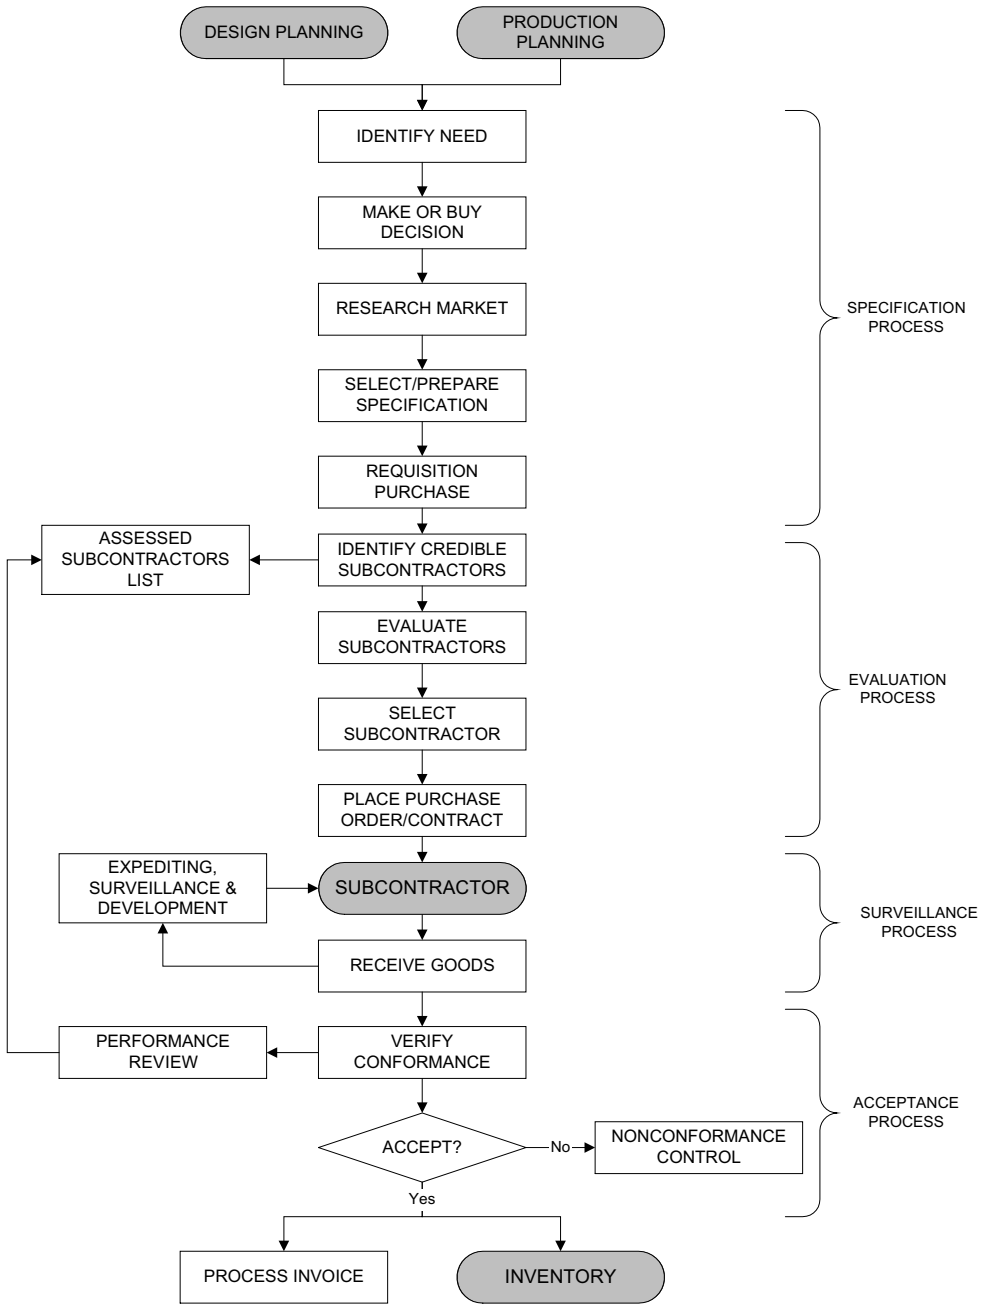 DESIGN PLANNING
PRODUCTION
PLANNING
IDENTIFY NEED
MAKE OR BUY
DECISION
RESEARCH MARKET
SPECIFICATION
PROCESS
SELECT/PREPARE
SPECIFICATION
REQUISITION
PURCHASE
ASSESSED
SUBCONTRACTORS
LIST
IDENTIFY CREDIBLE
SUBCONTRACTORS
EVALUATE
SUBCONTRACTORS
EVALUATION
PROCESS
SELECT
SUBCONTRACTOR
PLACE PURCHASE
ORDER/CONTRACT
EXPEDITING,
SURVEILLANCE &
DEVELOPMENT
SUBCONTRACTOR
SURVEILLANCE
PROCESS
RECEIVE GOODS
PERFORMANCE
REVIEW
VERIFY
CONFORMANCE
ACCEPTANCE
PROCESS
ACCEPT?
No
NONCONFORMANCE
CONTROL
Yes
PROCESS INVOICE
INVENTORY